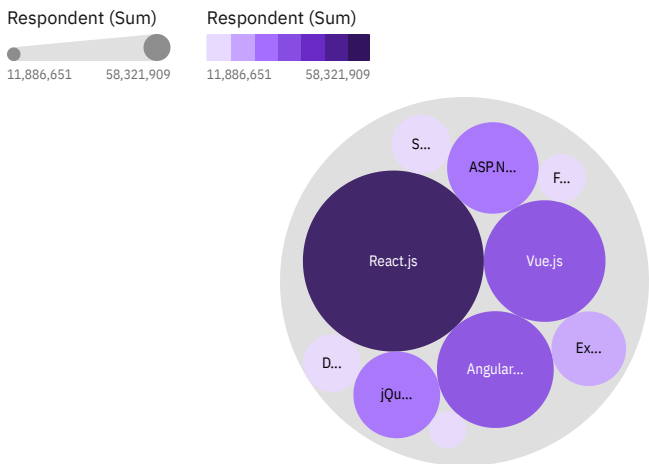 Respondent (Sum)
11,886,651 58,321,909
Respondent (Sum)
11,886,651 58,321,909
S...
ASP.N...
F...
React.js
Vue.js
Ex...
D...
Angular...
jQu...